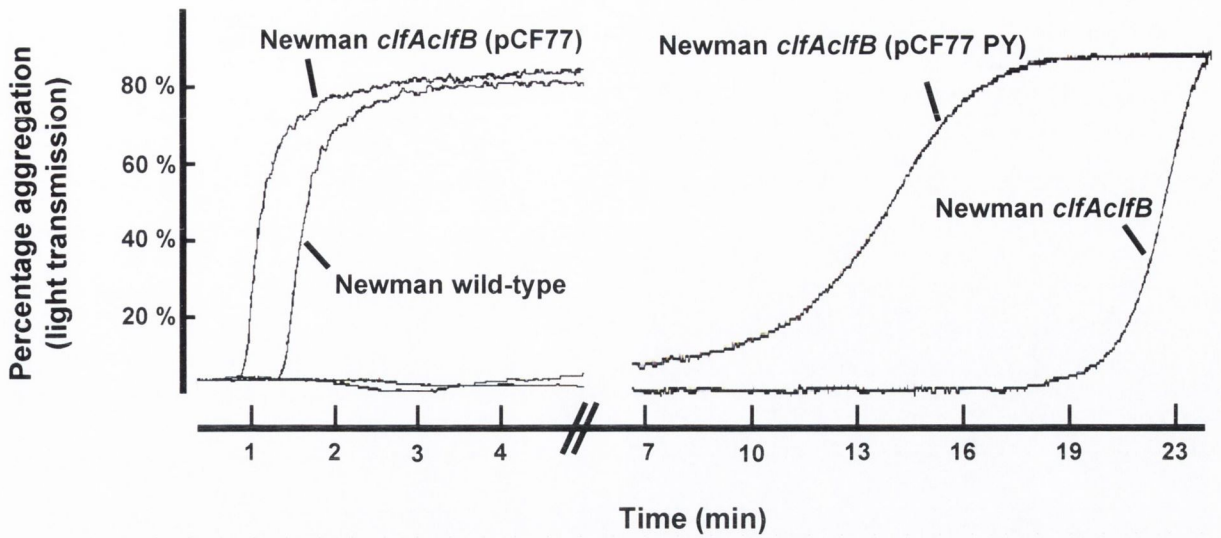 Percentage aggregation
(light transmission)
80 %
60 %
40 %
20 %
Newman clfAclfB (pCF77)
Newman wild-type
Newman clfAclfB (pCF77 PY)
Newman clfAclfB
1 2 3 4 7 10 13 16 19 23
Time (min)